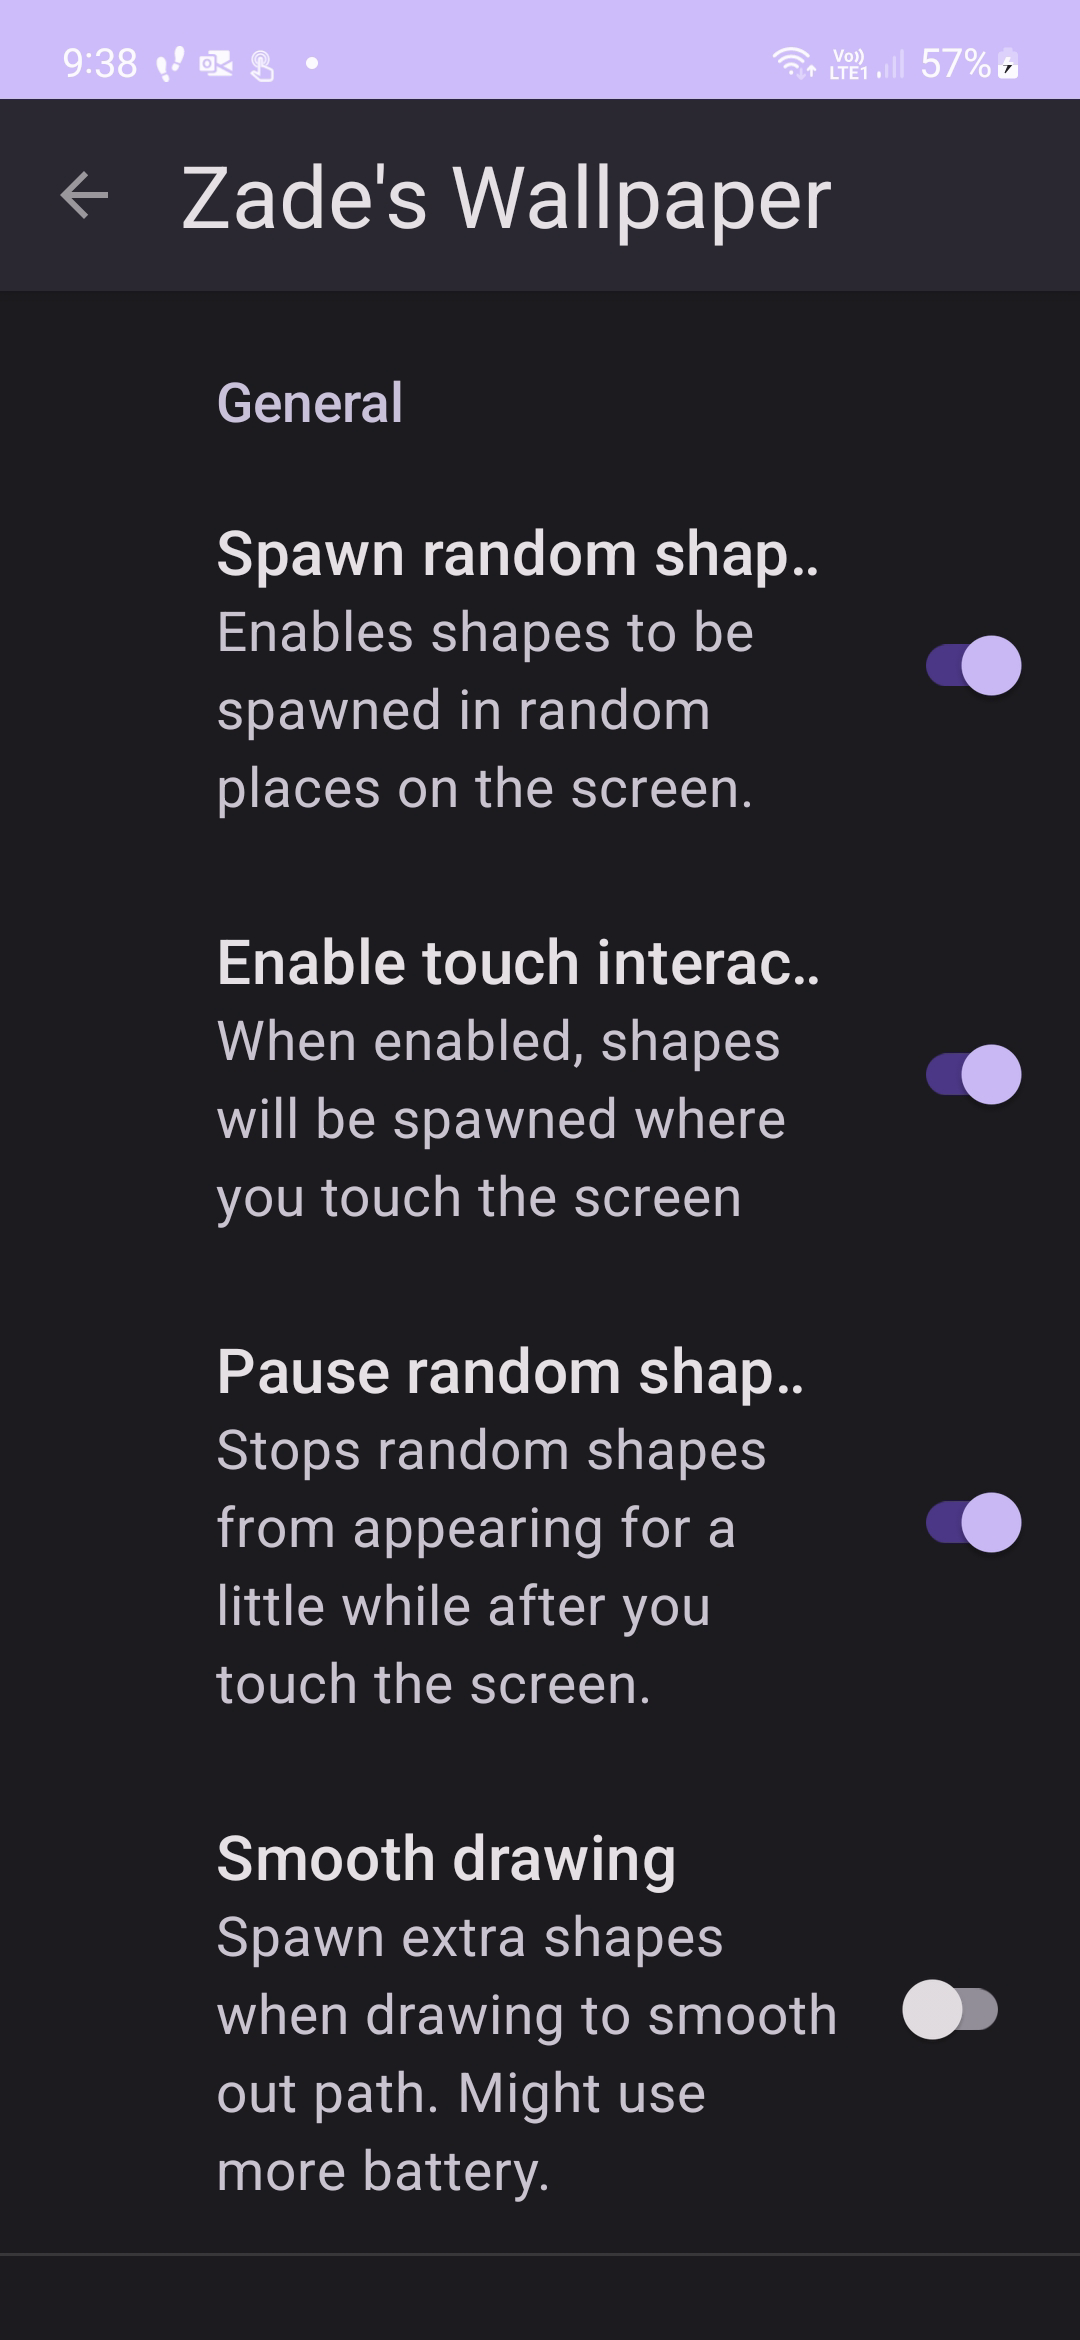 9:38 Vo)) LTE1 57%
Zade's Wallpaper
General
Spawn random shap..
Enables shapes to be
spawned in random
places on the screen.
Enable touch interac..
When enabled, shapes
will be spawned where
you touch the screen
Pause random shap..
Stops random shapes
from appearing for a
little while after you
touch the screen.
Smooth drawing
Spawn extra shapes
when drawing to smooth
out path. Might use
more battery.